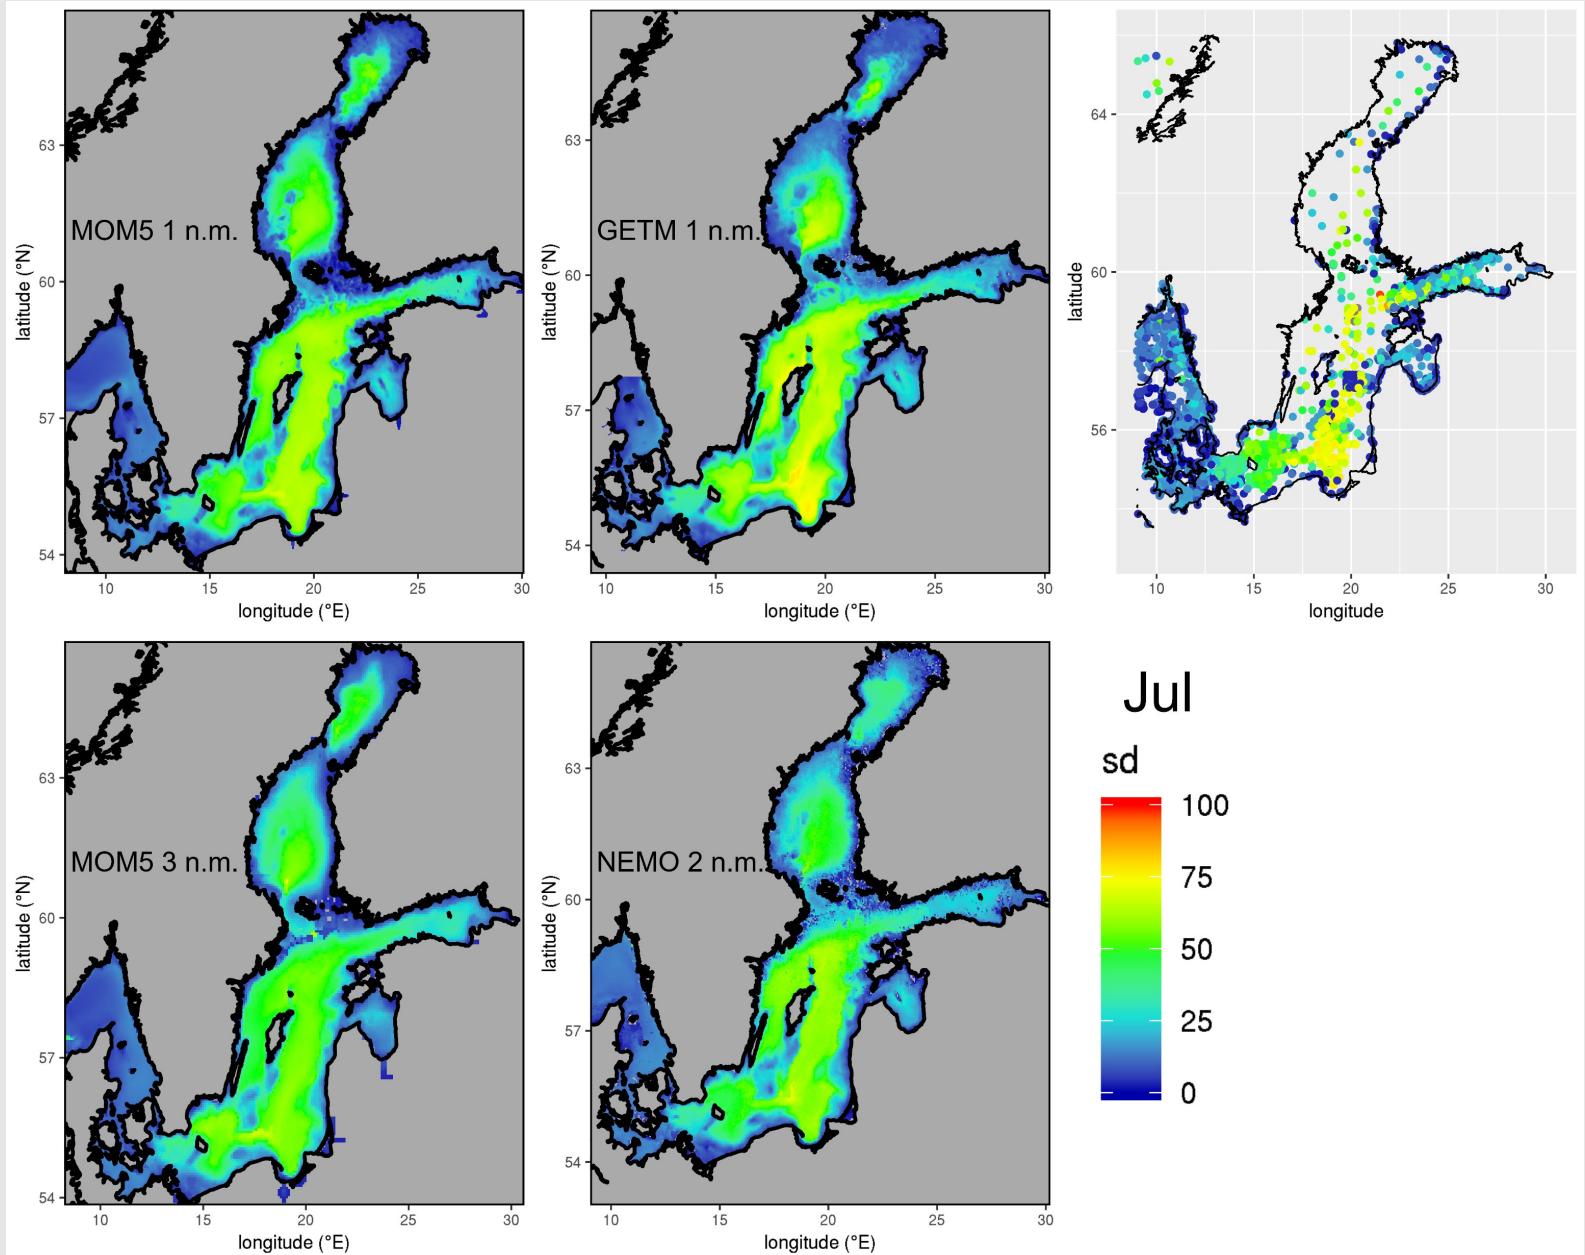 63
60
57
54
latitude (°N)
MOM5 1 n.m.
10 15 20 25 30
longitude (°E)
63
60
57
54
latitude (°N)
GETM 1 n.m.
10 15 20 25 30
longitude (°E)
64
60
56
latitude
10 15 20 25 30
longitude
63
60
57
54
latitude (°N)
MOM5 3 n.m.
10 15 20 25 30
longitude (°E)
63
60
57
54
latitude (°N)
NEMO 2 n.m.
10 15 20 25 30
longitude (°E)
Jul
sd
100
75
50
25
0